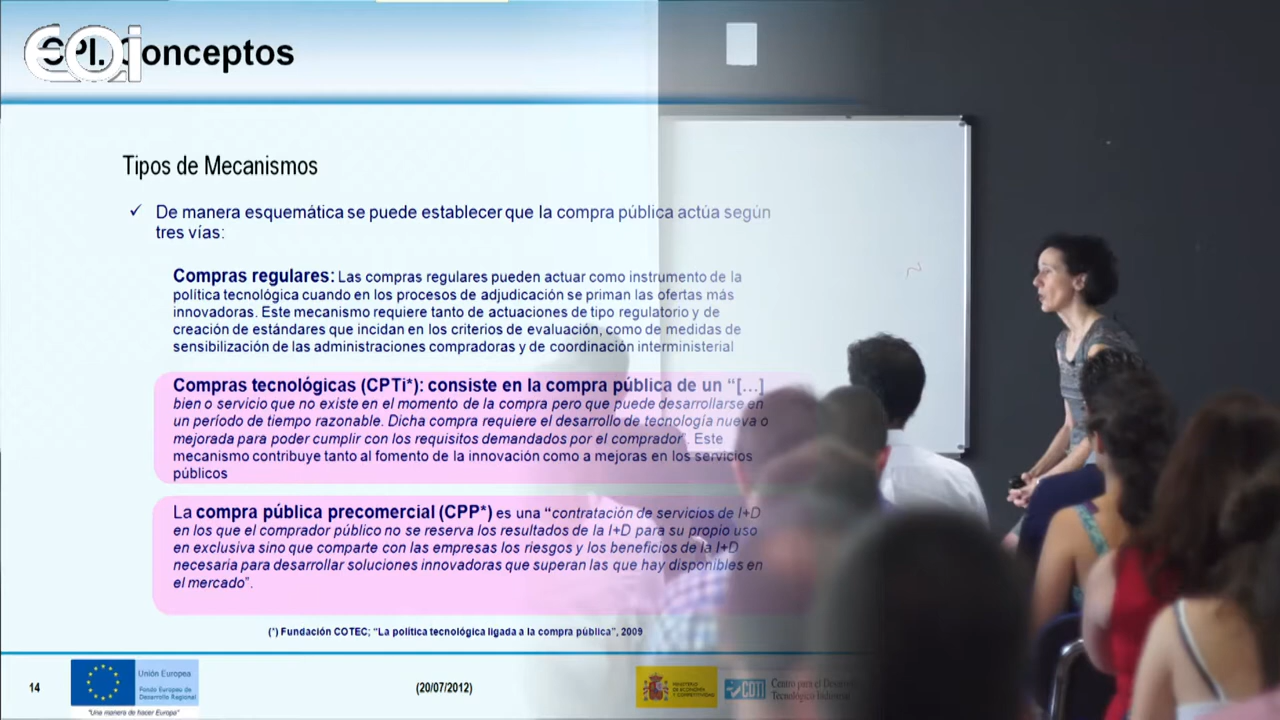 CPI. Conceptos
eoi
Tipos de Mecanismos
✓ De manera esquemática se puede establecer que la compra pública actúa según
tres vías:
Compras regulares: Las compras regulares pueden actuar como instrumento de la
política tecnológica cuando en los procesos de adjudicación se priman las ofertas más
innovadoras. Este mecanismo requiere tanto de actuaciones de tipo regulatorio y de
creación de estándares que incidan en los criterios de evaluación, como de medidas de
sensibilización de las administraciones compradoras y de coordinación interministerial
Compras tecnológicas (CPTi*): consiste en la compra pública de un “[…]
bien o servicio que no existe en el momento de la compra pero que puede desarrollarse en
un período de tiempo razonable. Dicha compra requiere el desarrollo de tecnología nueva o
mejorada para poder cumplir con los requisitos demandados por el comprador”. Este
mecanismo contribuye tanto al fomento de la innovación como a mejoras en los servicios
públicos
La compra pública precomercial (CPP*) es una “contratación de servicios de I+D
en los que el comprador público no se reserva los resultados de la I+D para su propio uso
en exclusiva sino que comparte con las empresas los riesgos y los beneficios de la I+D
necesaria para desarrollar soluciones innovadoras que superan las que hay disponibles en
el mercado”.
(*) Fundación COTEC; “La política tecnológica ligada a la compra pública”, 2009
14
Unión Europea
Fondo Europeo de
Desarrollo Regional
"Una manera de hacer Europa"
(20/07/2012)
MINISTERIO
DE ECONOMÍA
Y COMPETITIVIDAD
CDTI
Centro para el Desarrollo
Tecnológico Industrial